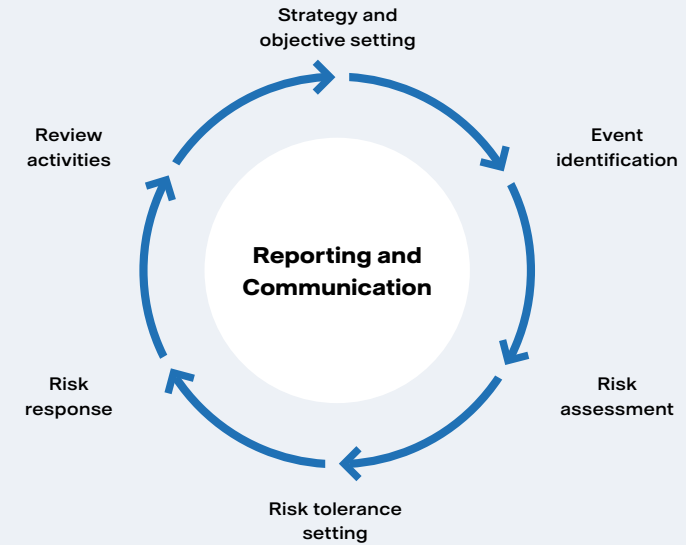 Strategy and
objective setting
Event
identification
Risk
assessment
Risk tolerance
setting
Risk
response
Review
activities
Reporting and
Communication